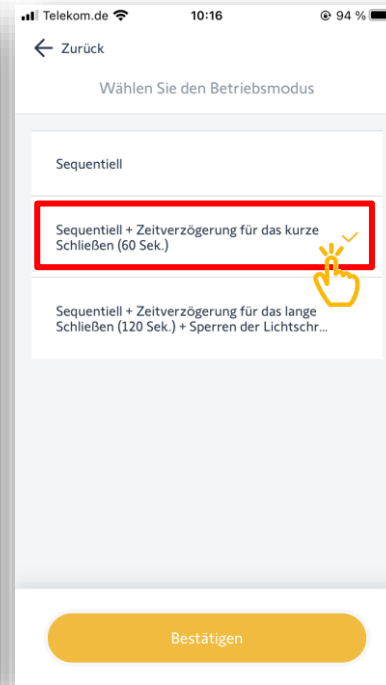 Telekom.de 10:16 94 %
Zurück
Wählen Sie den Betriebsmodus
Sequentiell
Sequentiell + Zeitverzögerung für das kurze
Schließen (60 Sek.)
Sequentiell + Zeitverzögerung für das lange
Schließen (120 Sek.) + Sperren der Lichtschr...
Bestätigen